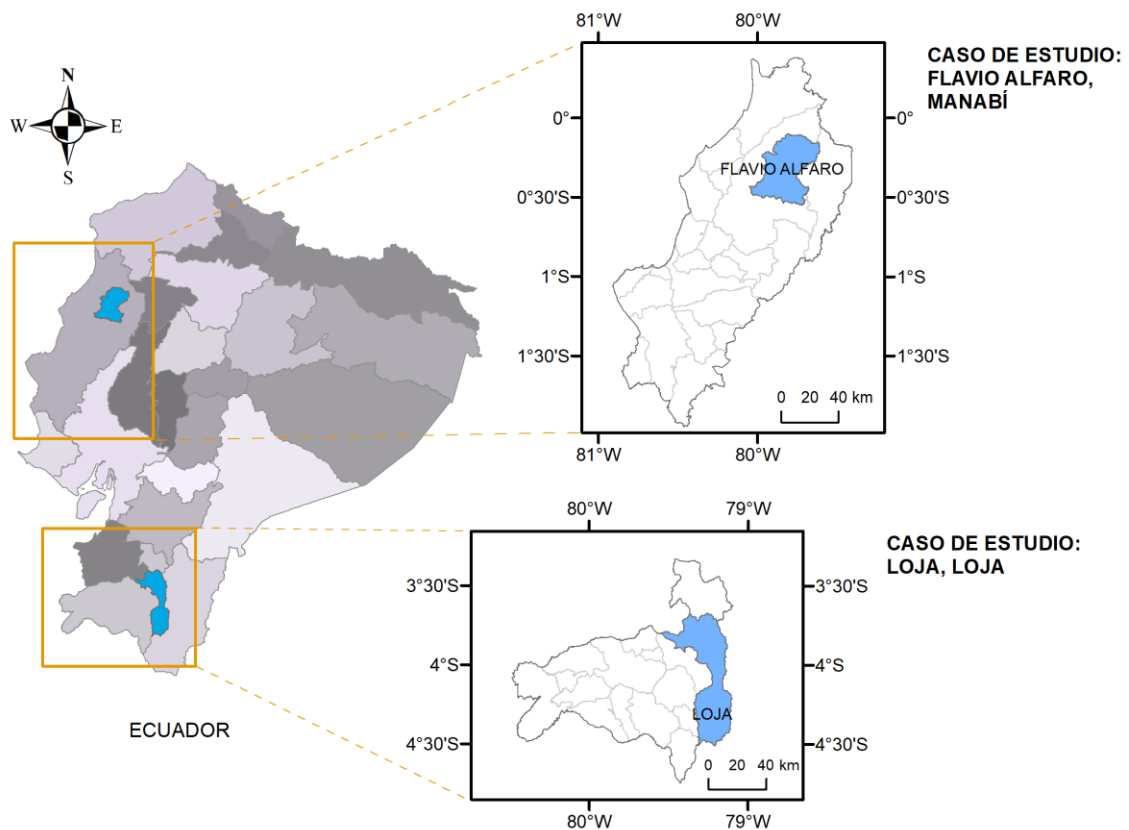 N
W E
S
ECUADOR
81°W 80°W
0° 0°
0°30'S 0°30'S
1°S 1°S
1°30'S 1°30'S
FLAVIO ALFARO
0 20 40 km
81°W 80°W
CASO DE ESTUDIO:
FLAVIO ALFARO,
MANABÍ
80°W 79°W
3°30'S 3°30'S
4°S 4°S
4°30'S 4°30'S
LOJA
0 20 40 km
80°W 79°W
CASO DE ESTUDIO:
LOJA, LOJA